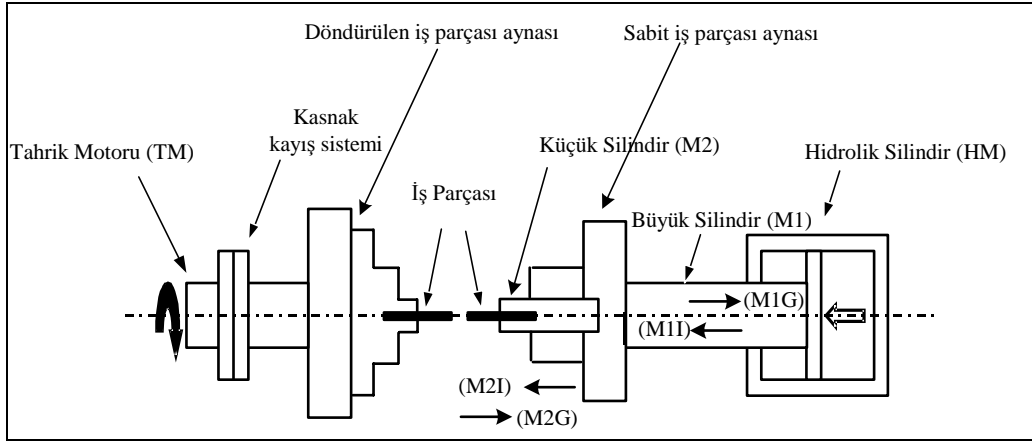 Döndürülen iş parçası aynası
Sabit iş parçası aynası
Kasnak
kayış sistemi
Tahrik Motoru (TM)
Küçük Silindir (M2)
Hidrolik Silindir (HM)
İş Parçası
Büyük Silindir (M1)
(M1G)
(M1I)
(M2I)
(M2G)